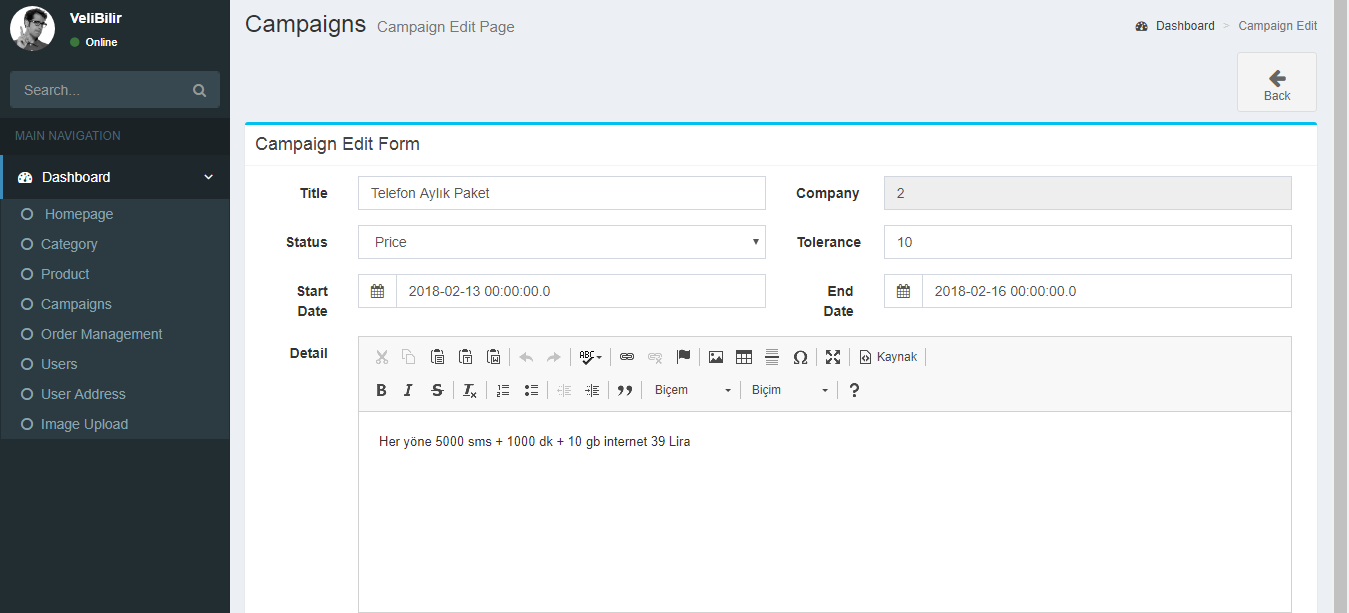 VeliBilir
Online
Search...
MAIN NAVIGATION
Dashboard
Homepage
Category
Product
Campaigns
Order Management
Users
User Address
Image Upload
Campaigns Campaign Edit Page
Dashboard > Campaign Edit
Back
Campaign Edit Form
Title Telefon Aylık Paket Company 2
Status Price Tolerance 10
Start Date 2018-02-13 00:00:00.0 End Date 2018-02-16 00:00:00.0
Detail
ABC Ω Kaynak
B I S Tx Biçem Biçim ?
Her yöne 5000 sms + 1000 dk + 10 gb internet 39 Lira